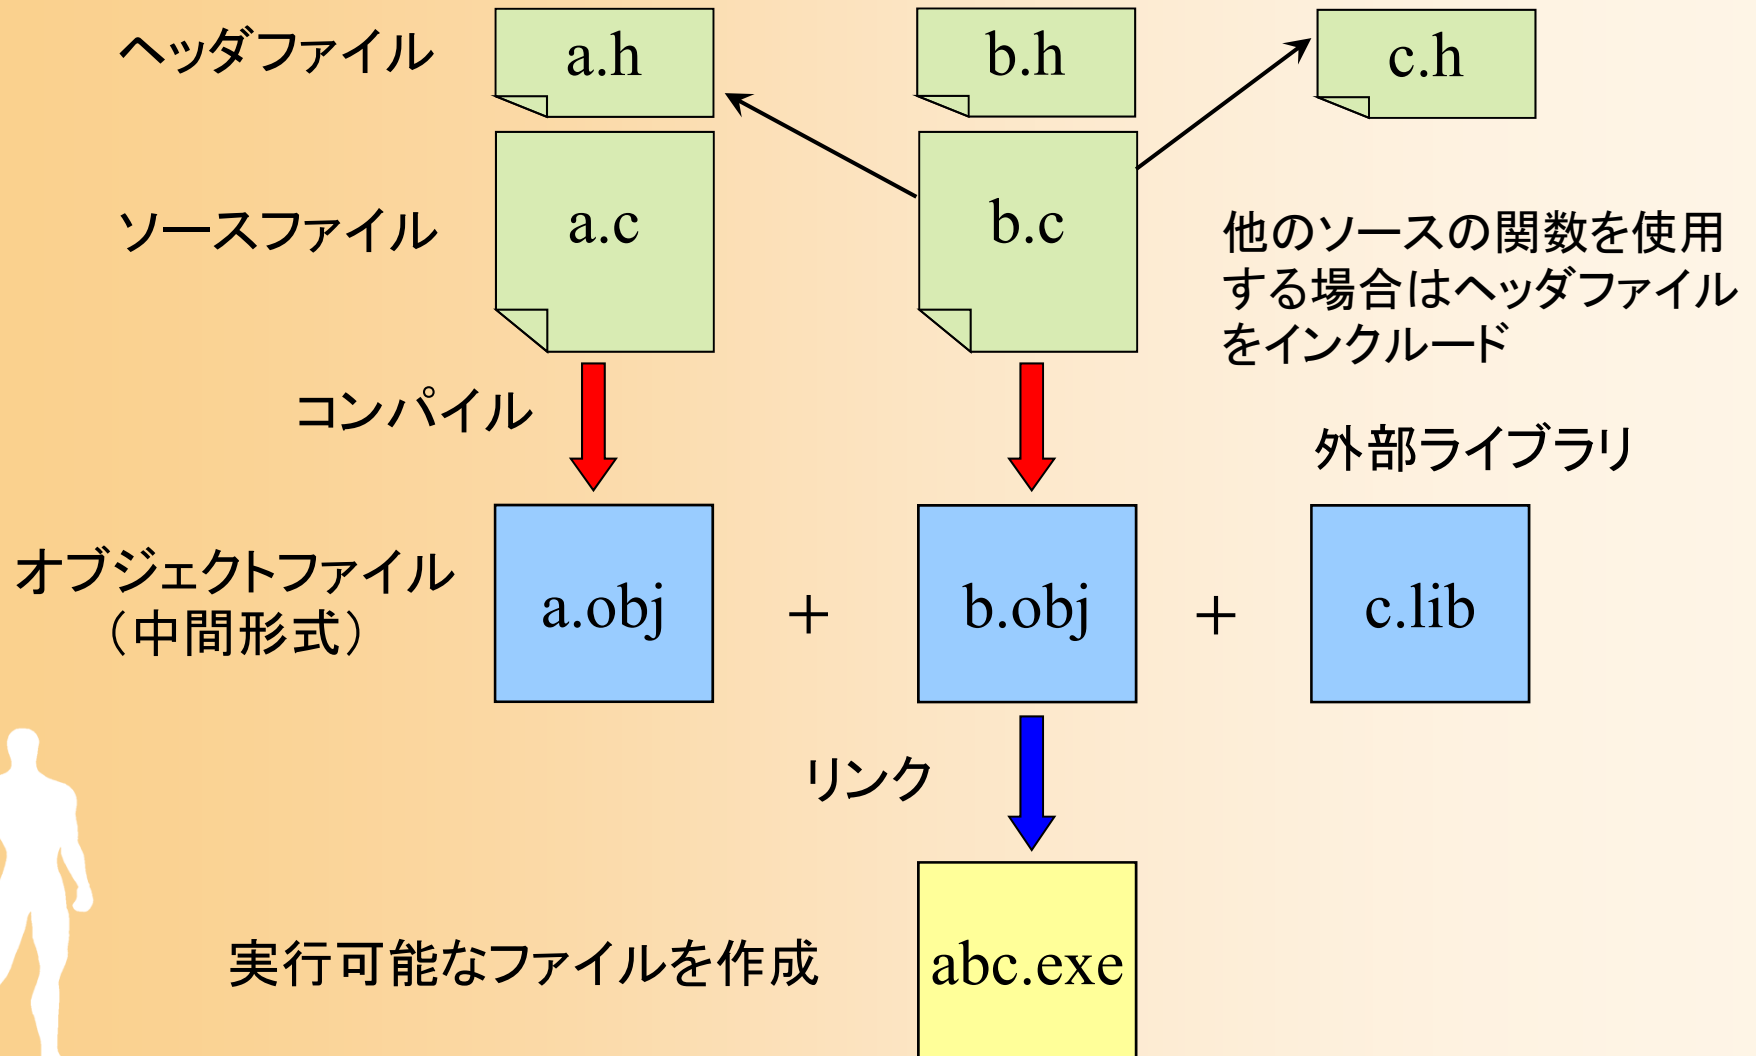 ヘッダファイル
a.h
b.h
c.h
ソースファイル
a.c
b.c
他のソースの関数を使用
する場合はヘッダファイル
をインクルード
コンパイル
外部ライブラリ
オブジェクトファイル
（中間形式）
a.obj
+
b.obj
+
c.lib
リンク
実行可能なファイルを作成
abc.exe